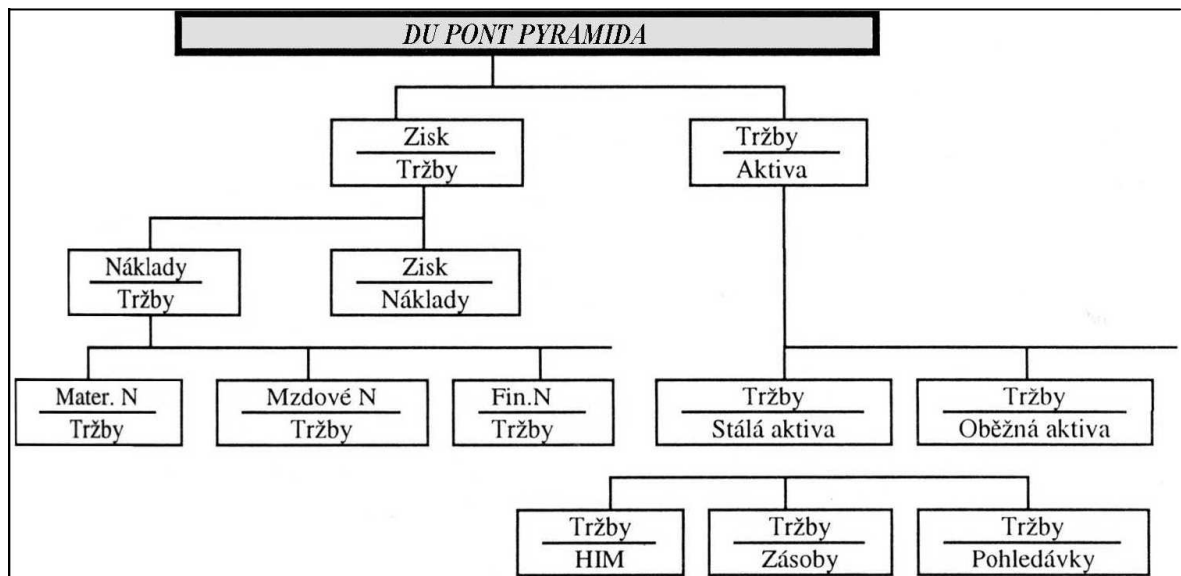 DU PONT PYRAMIDA
Zisk
Tržby
Tržby
Aktiva
Náklady
Tržby
Zisk
Náklady
Mater. N
Tržby
Mzdové N
Tržby
Fin.N
Tržby
Tržby
Stálá aktiva
Tržby
Oběžná aktiva
Tržby
HIM
Tržby
Zásoby
Tržby
Pohledávky